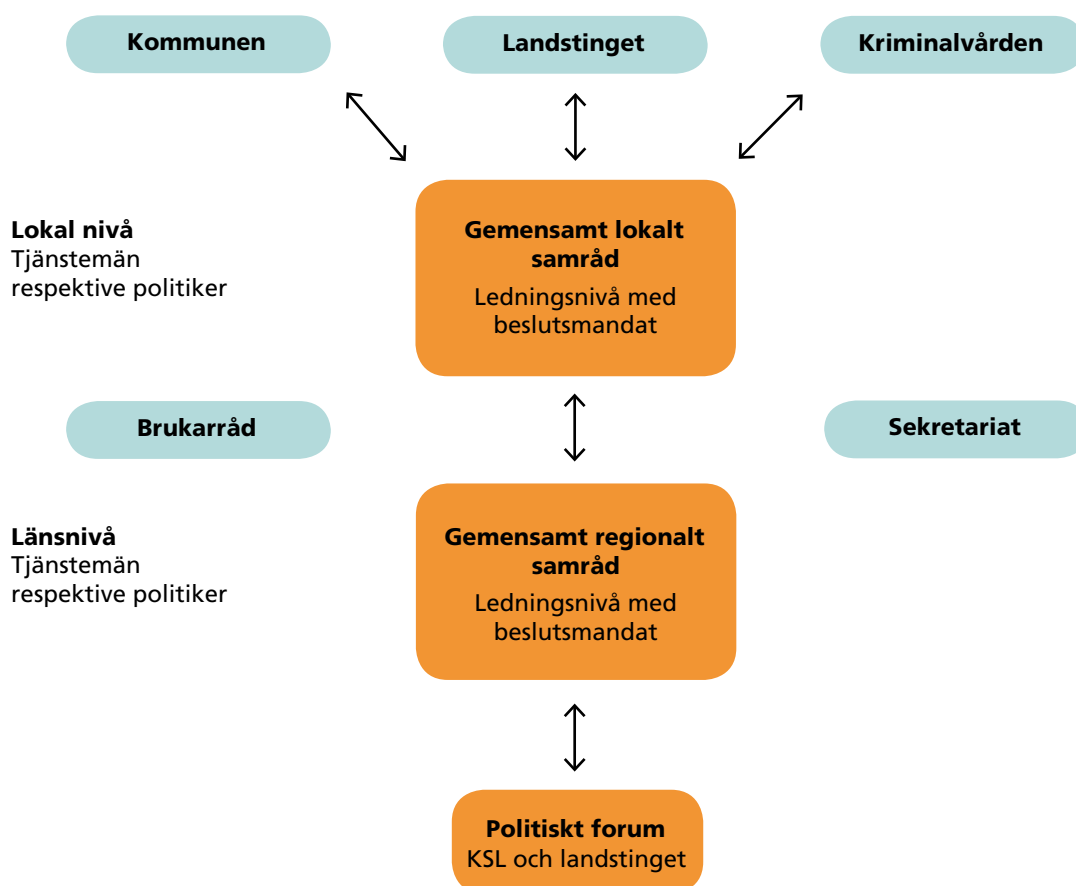 Kommunen
Landstinget
Kriminalvården
Lokal nivå
Tjänstemän
respektive politiker
Gemensamt lokalt
samråd
Ledningsnivå med
beslutsmandat
Brukarråd
Sekretariat
Länsnivå
Tjänstemän
respektive politiker
Gemensamt regionalt
samråd
Ledningsnivå med
beslutsmandat
Politiskt forum
KSL och landstinget